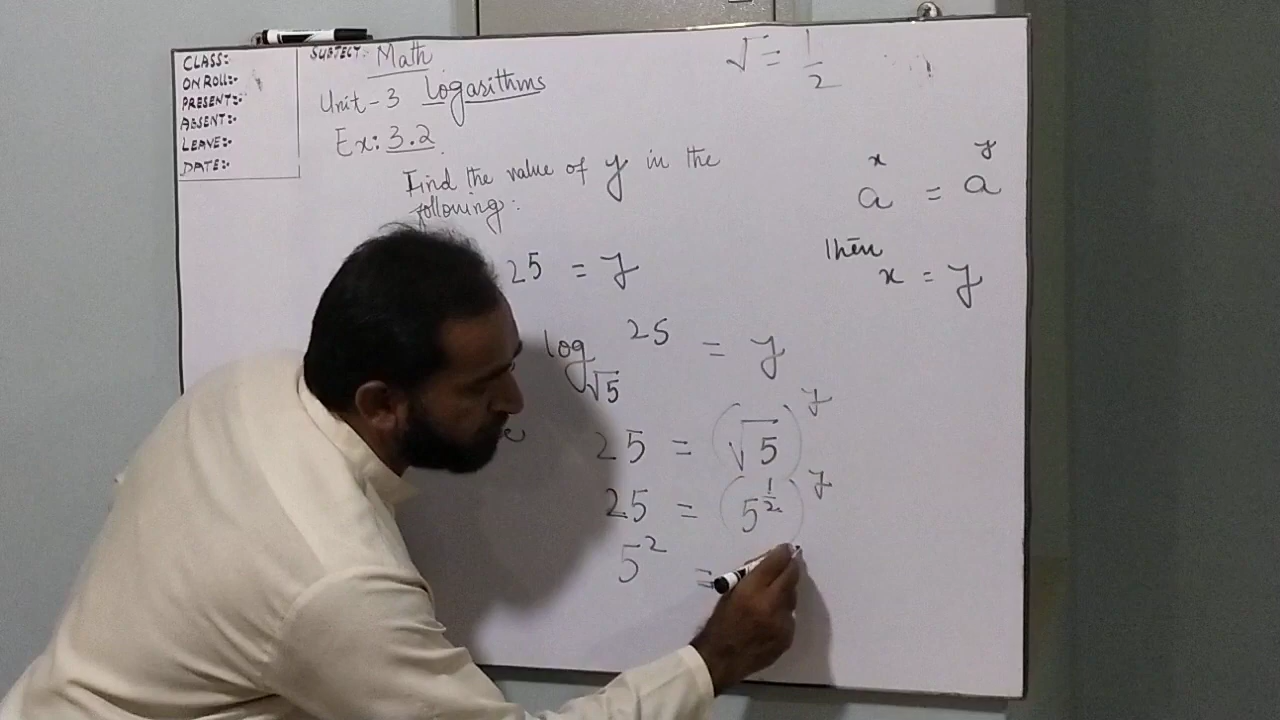 CLASS:-
ON ROLL:-
PRESENT:-
ABSENT:-
LEAVE:-
DATE:-
SUBJECT: Math
Unit-3 Logarithms
Ex: 3.2
Find the value of y in the
following:
25 = y
log√5 25 = y
25 = (√5)^y
25 = (5^1/2)^y
5^2 =
√ = 1/2
a^x = a^y
Then
x = y